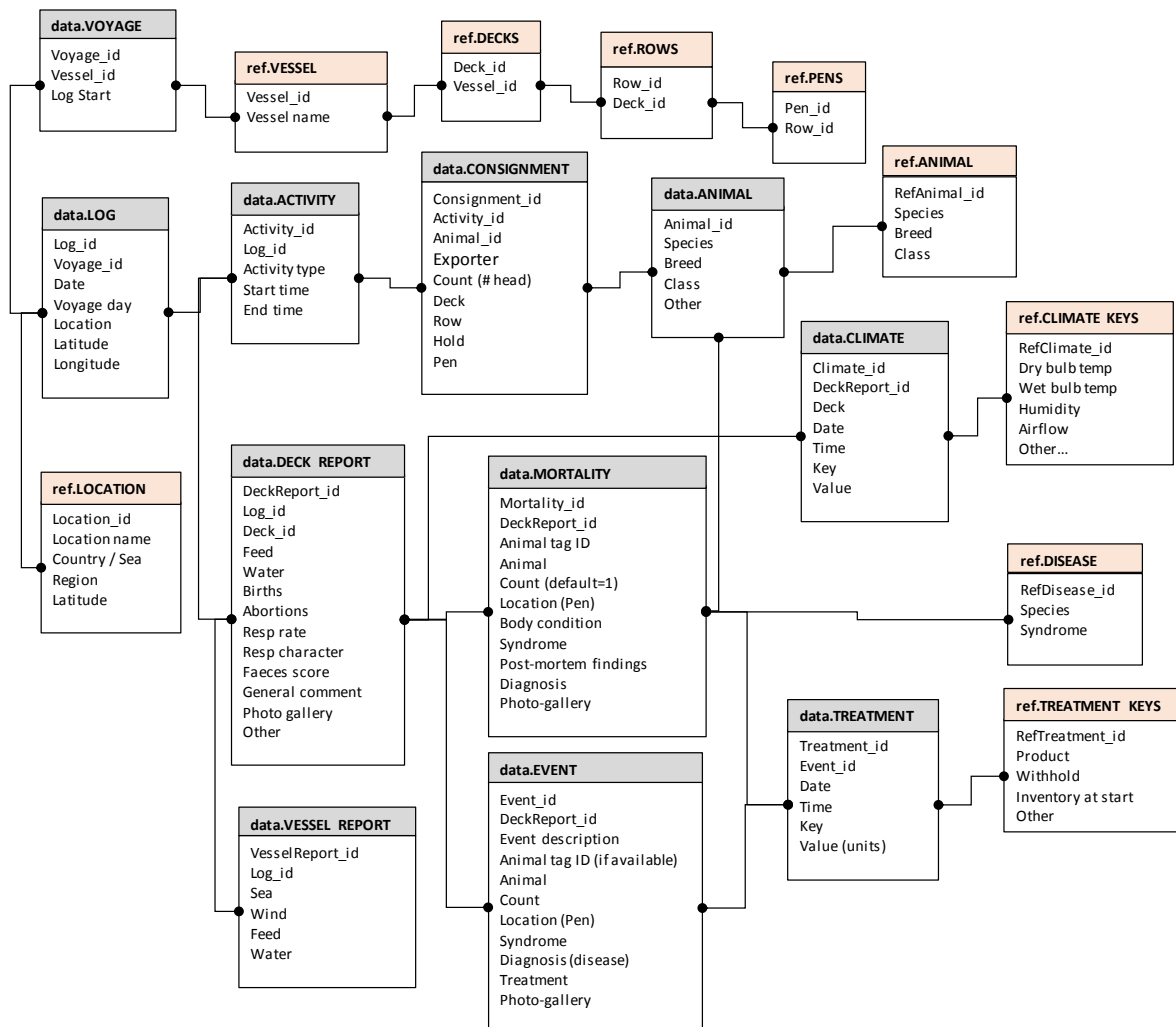 data.VOYAGE
Voyage_id
Vessel_id
Log Start
ref.VESSEL
Vessel_id
Vessel name
ref.DECKS
Deck_id
Vessel_id
ref.ROWS
Row_id
Deck_id
ref.PENS
Pen_id
Row_id
data.LOG
Log_id
Voyage_id
Date
Voyage day
Location
Latitude
Longitude
data.ACTIVITY
Activity_id
Log_id
Activity type
Start time
End time
data.CONSIGNMENT
Consignment_id
Activity_id
Animal_id
Exporter
Count (# head)
Deck
Row
Hold
Pen
data.ANIMAL
Animal_id
Species
Breed
Class
Other
ref.ANIMAL
RefAnimal_id
Species
Breed
Class
data.CLIMATE
Climate_id
DeckReport_id
Deck
Date
Time
Key
Value
ref.CLIMATE_KEYS
RefClimate_id
Dry bulb temp
Wet bulb temp
Humidity
Airflow
Other...
ref.LOCATION
Location_id
Location name
Country / Sea
Region
Latitude
data.DECK_REPORT
DeckReport_id
Log_id
Deck_id
Feed
Water
Births
Abortions
Resp rate
Resp character
Faeces score
General comment
Photo gallery
Other
data.MORTALITY
Mortality_id
DeckReport_id
Animal tag ID
Animal
Count (default=1)
Location (Pen)
Body condition
Syndrome
Post-mortem findings
Diagnosis
Photo-gallery
ref.DISEASE
RefDisease_id
Species
Syndrome
data.TREATMENT
Treatment_id
Event_id
Date
Time
Key
Value (units)
ref.TREATMENT_KEYS
RefTreatment_id
Product
Withhold
Inventory at start
Other
data.VESSEL_REPORT
VesselReport_id
Log_id
Sea
Wind
Feed
Water
data.EVENT
Event_id
DeckReport_id
Event description
Animal tag ID (if available)
Animal
Count
Location (Pen)
Syndrome
Diagnosis (disease)
Treatment
Photo-gallery